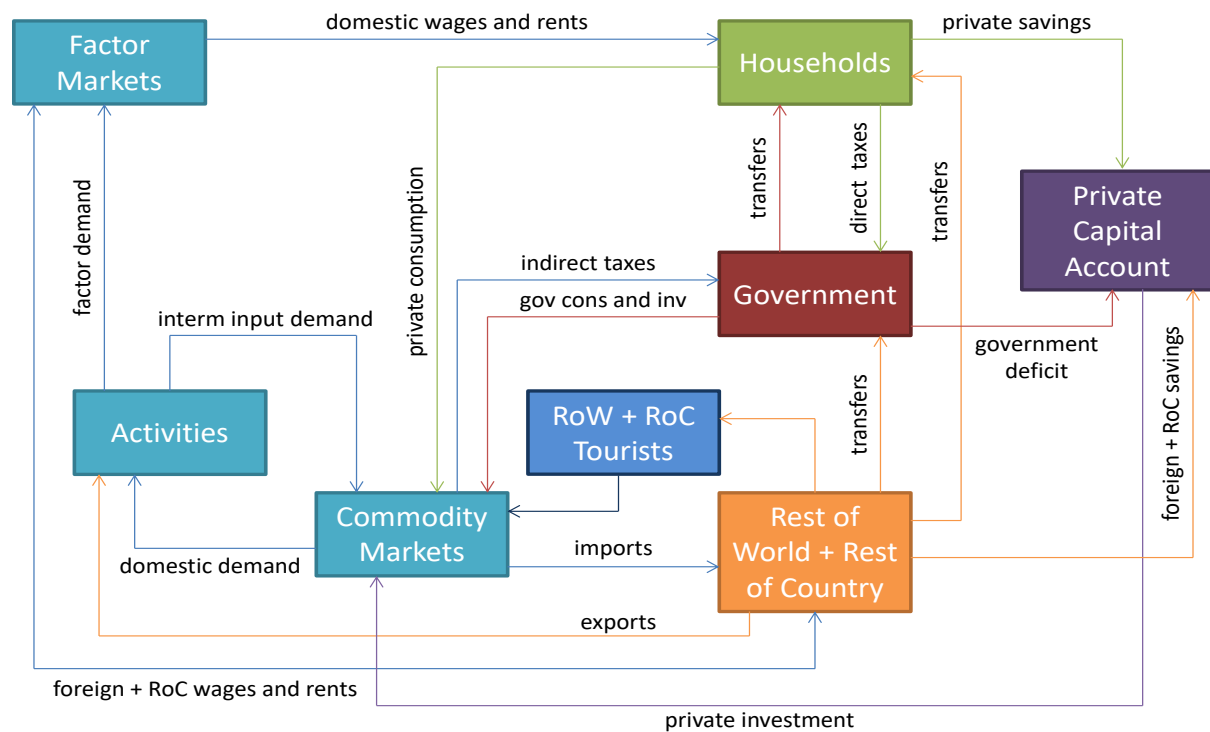 domestic wages and rents
private savings
Factor
Markets
Households
transfers
direct taxes
transfers
Private
Capital
Account
factor demand
private consumption
indirect taxes
Government
gov cons and inv
interm input demand
government
deficit
foreign + RoC savings
transfers
Activities
RoW + RoC
Tourists
Commodity
Markets
Rest of
World + Rest
of Country
imports
domestic demand
exports
foreign + RoC wages and rents
private investment